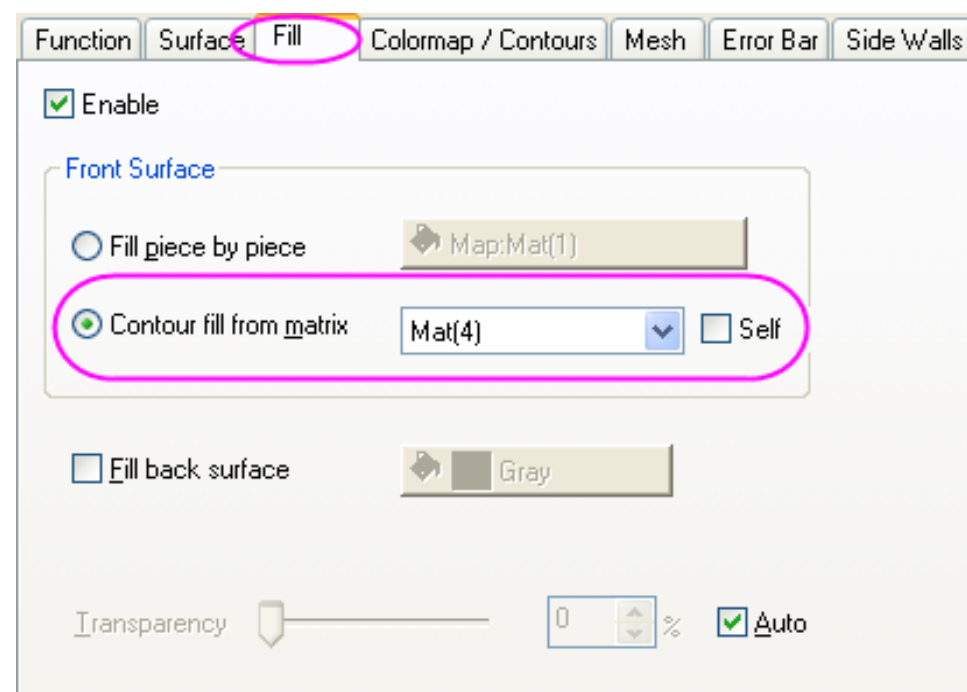 Function Surface Fill Colormap / Contours Mesh Error Bar Side Walls
Enable
Front Surface
Fill piece by piece Map:Mat(1)
Contour fill from matrix Mat(4) Self
Fill back surface Gray
Transparency 0 % Auto